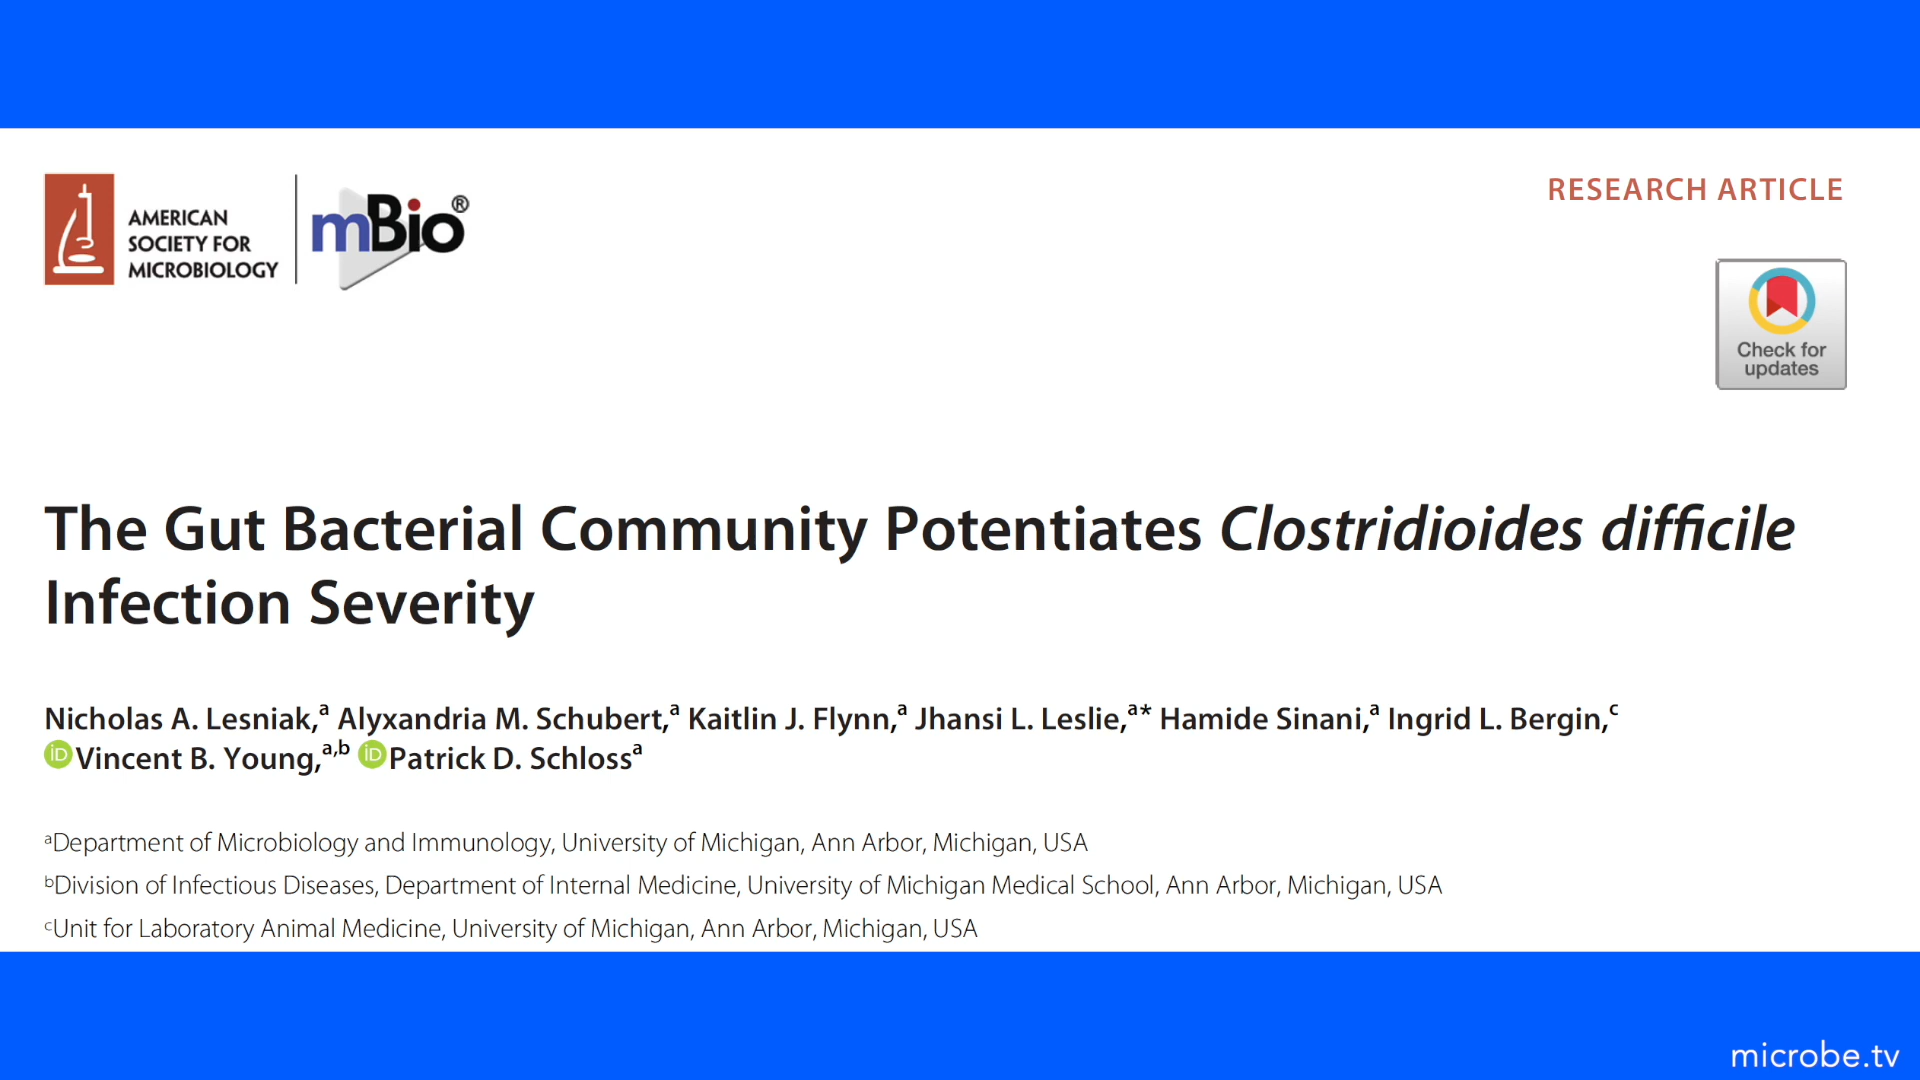 AMERICAN
SOCIETY FOR
MICROBIOLOGY
mBio®
RESEARCH ARTICLE
Check for
updates
The Gut Bacterial Community Potentiates Clostridioides difficile
Infection Severity
Nicholas A. Lesniak,ᵃ Alyxandria M. Schubert,ᵃ Kaitlin J. Flynn,ᵃ Jhansi L. Leslie,ᵃ* Hamide Sinani,ᵃ Ingrid L. Bergin,ᶜ
iD Vincent B. Young,ᵃ,ᵇ iD Patrick D. Schlossᵃ
ᵃDepartment of Microbiology and Immunology, University of Michigan, Ann Arbor, Michigan, USA
ᵇDivision of Infectious Diseases, Department of Internal Medicine, University of Michigan Medical School, Ann Arbor, Michigan, USA
ᶜUnit for Laboratory Animal Medicine, University of Michigan, Ann Arbor, Michigan, USA
microbe.tv